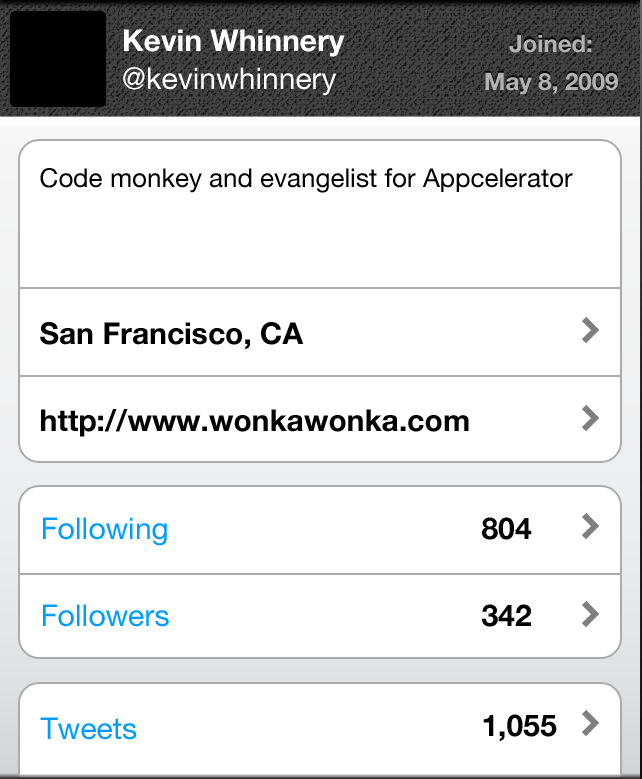 Kevin Whinnery
@kevinwhinnery
Joined:
May 8, 2009
Code monkey and evangelist for Appcelerator
San Francisco, CA
http://www.wonkawonka.com
Following 804
Followers 342
Tweets 1,055